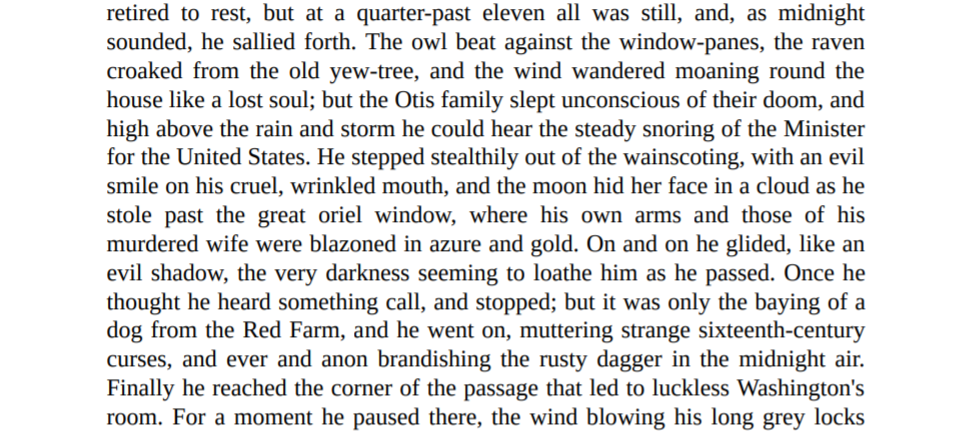 retired to rest, but at a quarter-past eleven all was still, and, as midnight
sounded, he sallied forth. The owl beat against the window-panes, the raven
croaked from the old yew-tree, and the wind wandered moaning round the
house like a lost soul; but the Otis family slept unconscious of their doom, and
high above the rain and storm he could hear the steady snoring of the Minister
for the United States. He stepped stealthily out of the wainscoting, with an evil
smile on his cruel, wrinkled mouth, and the moon hid her face in a cloud as he
stole past the great oriel window, where his own arms and those of his
murdered wife were blazoned in azure and gold. On and on he glided, like an
evil shadow, the very darkness seeming to loathe him as he passed. Once he
thought he heard something call, and stopped; but it was only the baying of a
dog from the Red Farm, and he went on, muttering strange sixteenth-century
curses, and ever and anon brandishing the rusty dagger in the midnight air.
Finally he reached the corner of the passage that led to luckless Washington's
room. For a moment he paused there, the wind blowing his long grey locks